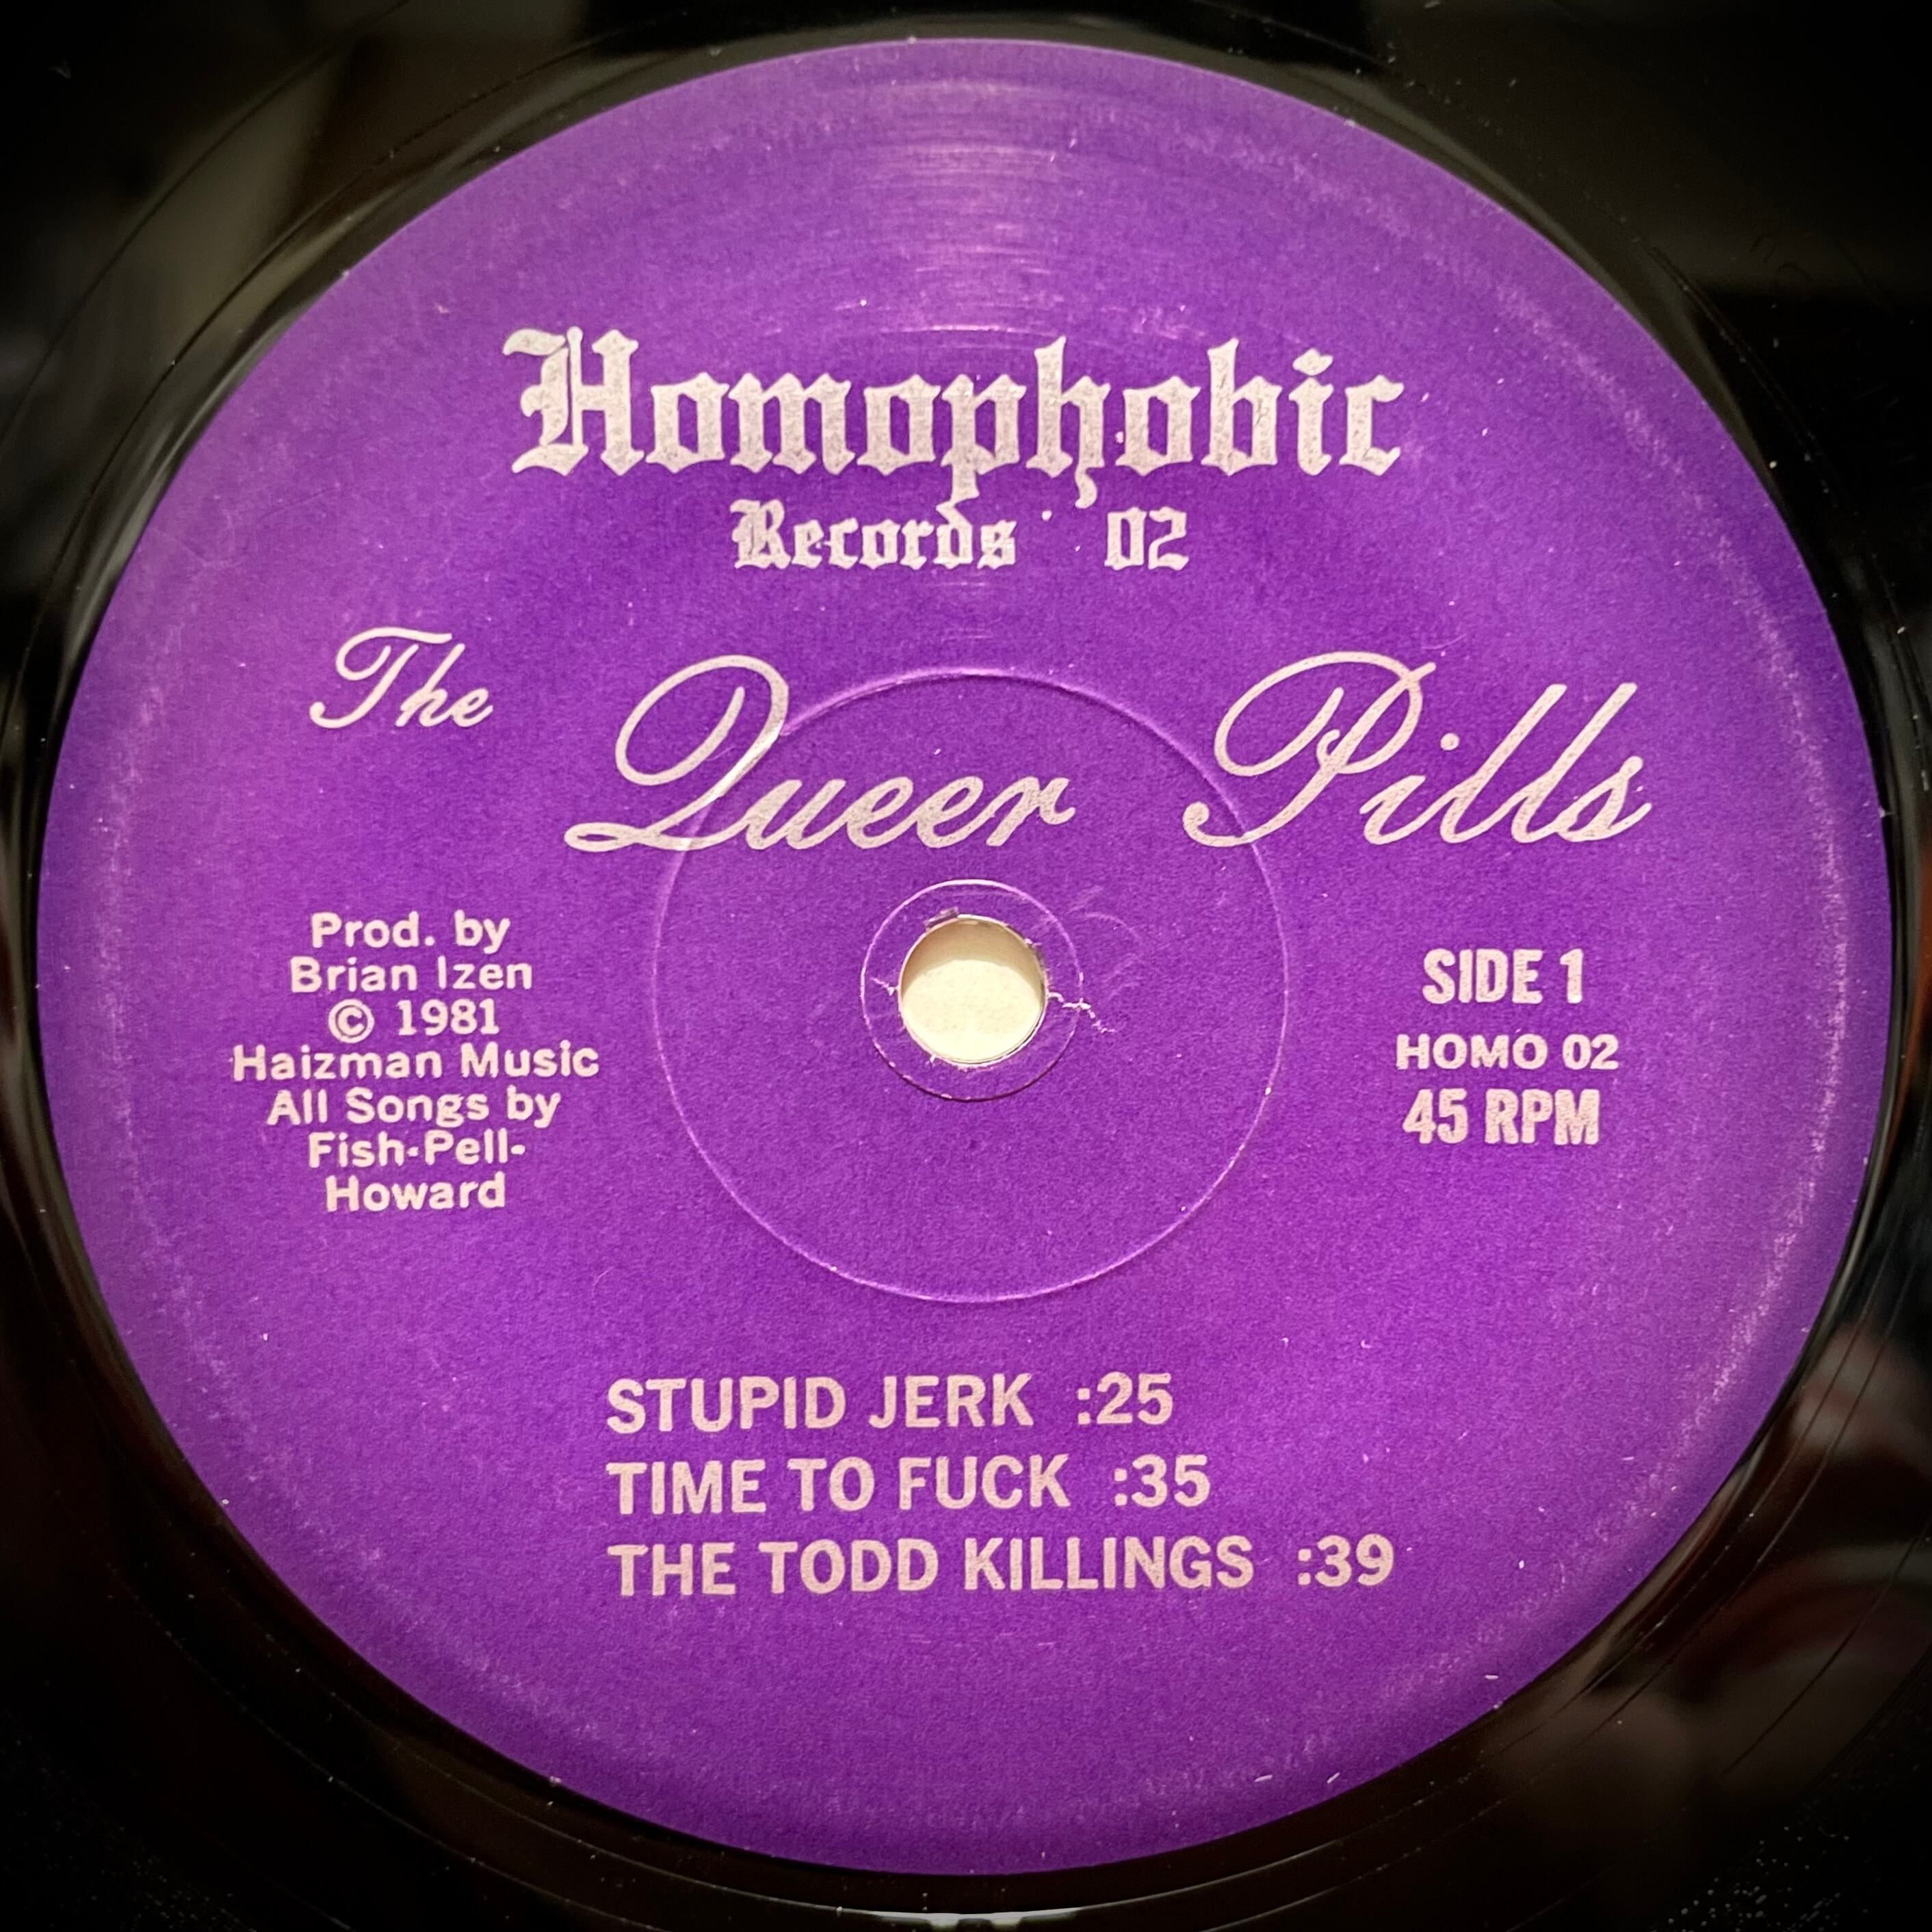 Homophobic
Records 02
The Queer Pills
Prod. by
Brian Izen
© 1981
Haizman Music
All Songs by
Fish-Pell-
Howard
SIDE 1
HOMO 02
45 RPM
STUPID JERK :25
TIME TO FUCK :35
THE TODD KILLINGS :39